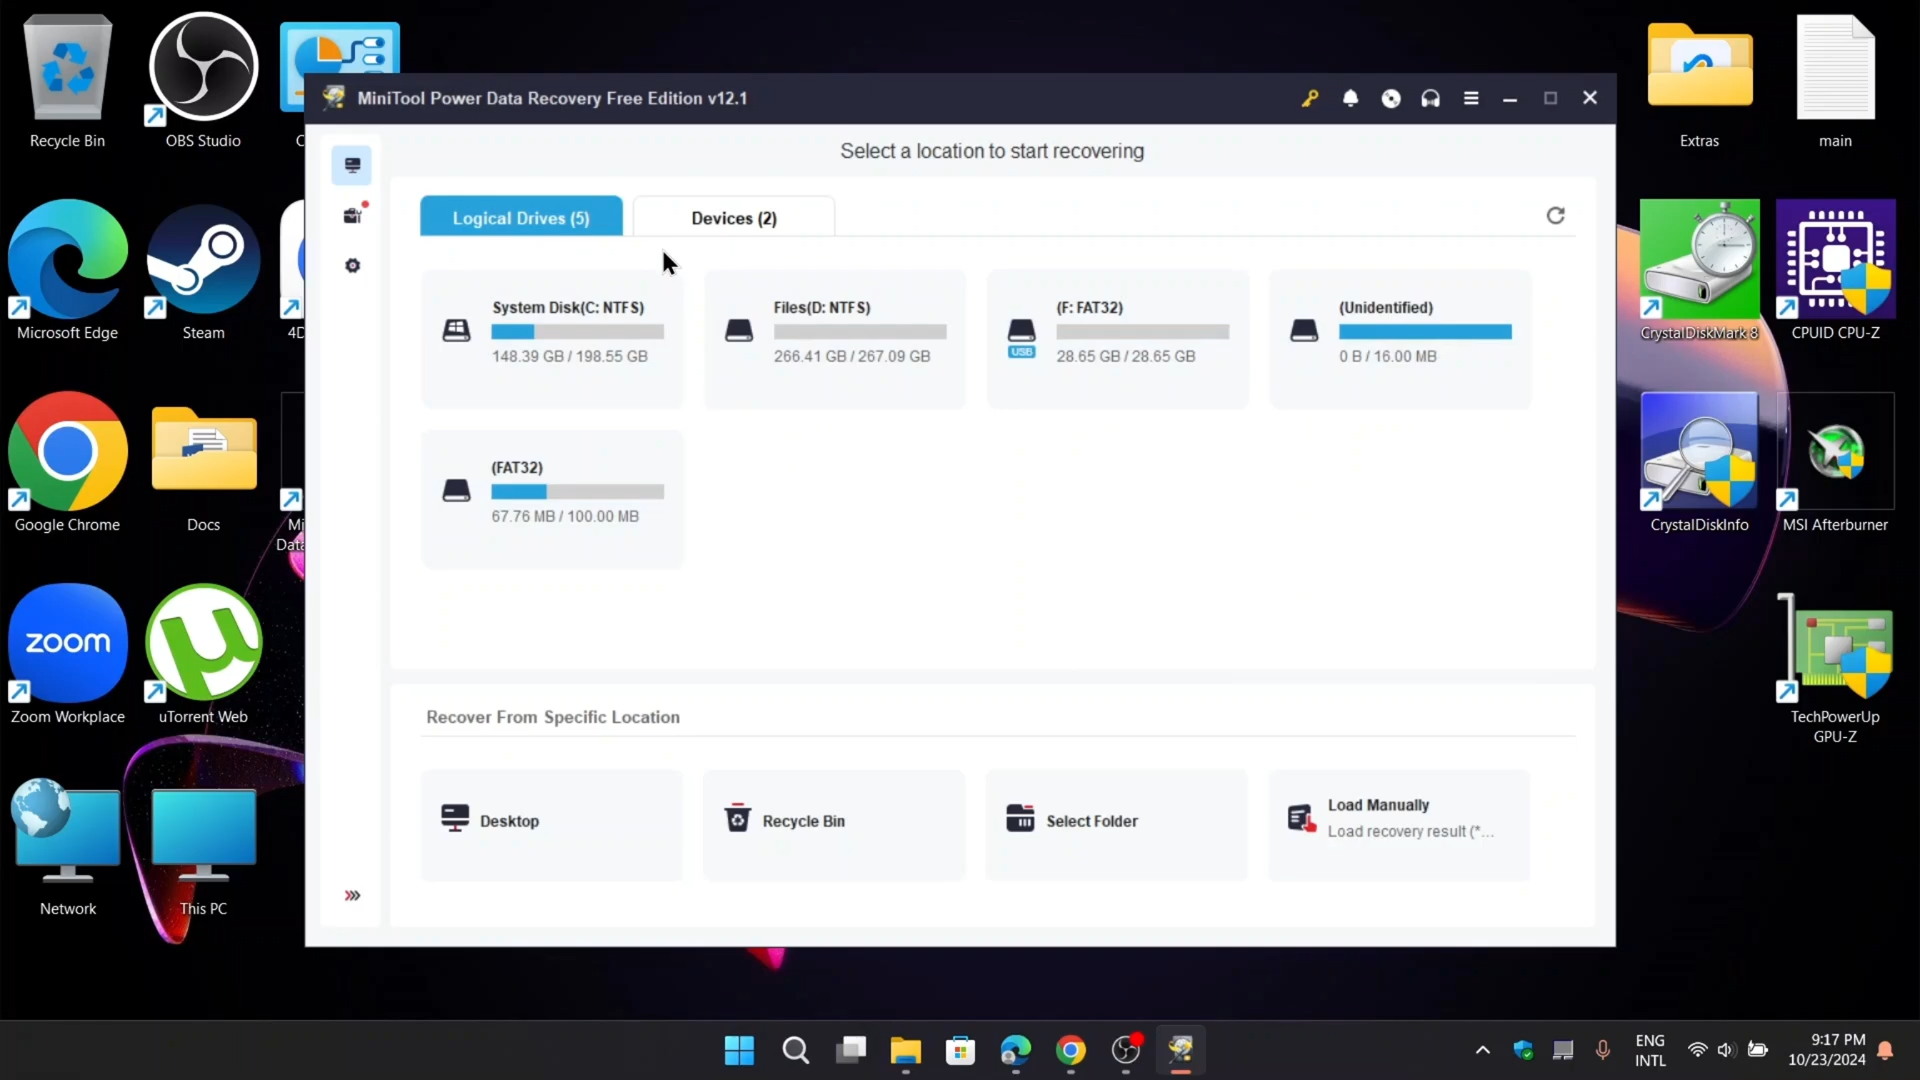 Recycle Bin
OBS Studio
C
Microsoft Edge
Steam
4D
Google Chrome
Docs
Mi
Data
zoom
Zoom Workplace
µ
uTorrent Web
Network
This PC
MiniTool Power Data Recovery Free Edition v12.1
Select a location to start recovering
Logical Drives (5)
Devices (2)
System Disk(C: NTFS)
148.39 GB / 198.55 GB
Files(D: NTFS)
266.41 GB / 267.09 GB
(F: FAT32)
USB
28.65 GB / 28.65 GB
(Unidentified)
0 B / 16.00 MB
(FAT32)
67.76 MB / 100.00 MB
Recover From Specific Location
Desktop
Recycle Bin
Select Folder
Load Manually
Load recovery result (*...
Extras
main
CrystalDiskMark 8
CPUID CPU-Z
CrystalDiskInfo
MSI Afterburner
TechPowerUp
GPU-Z
ENG
INTL
9:17 PM
10/23/2024